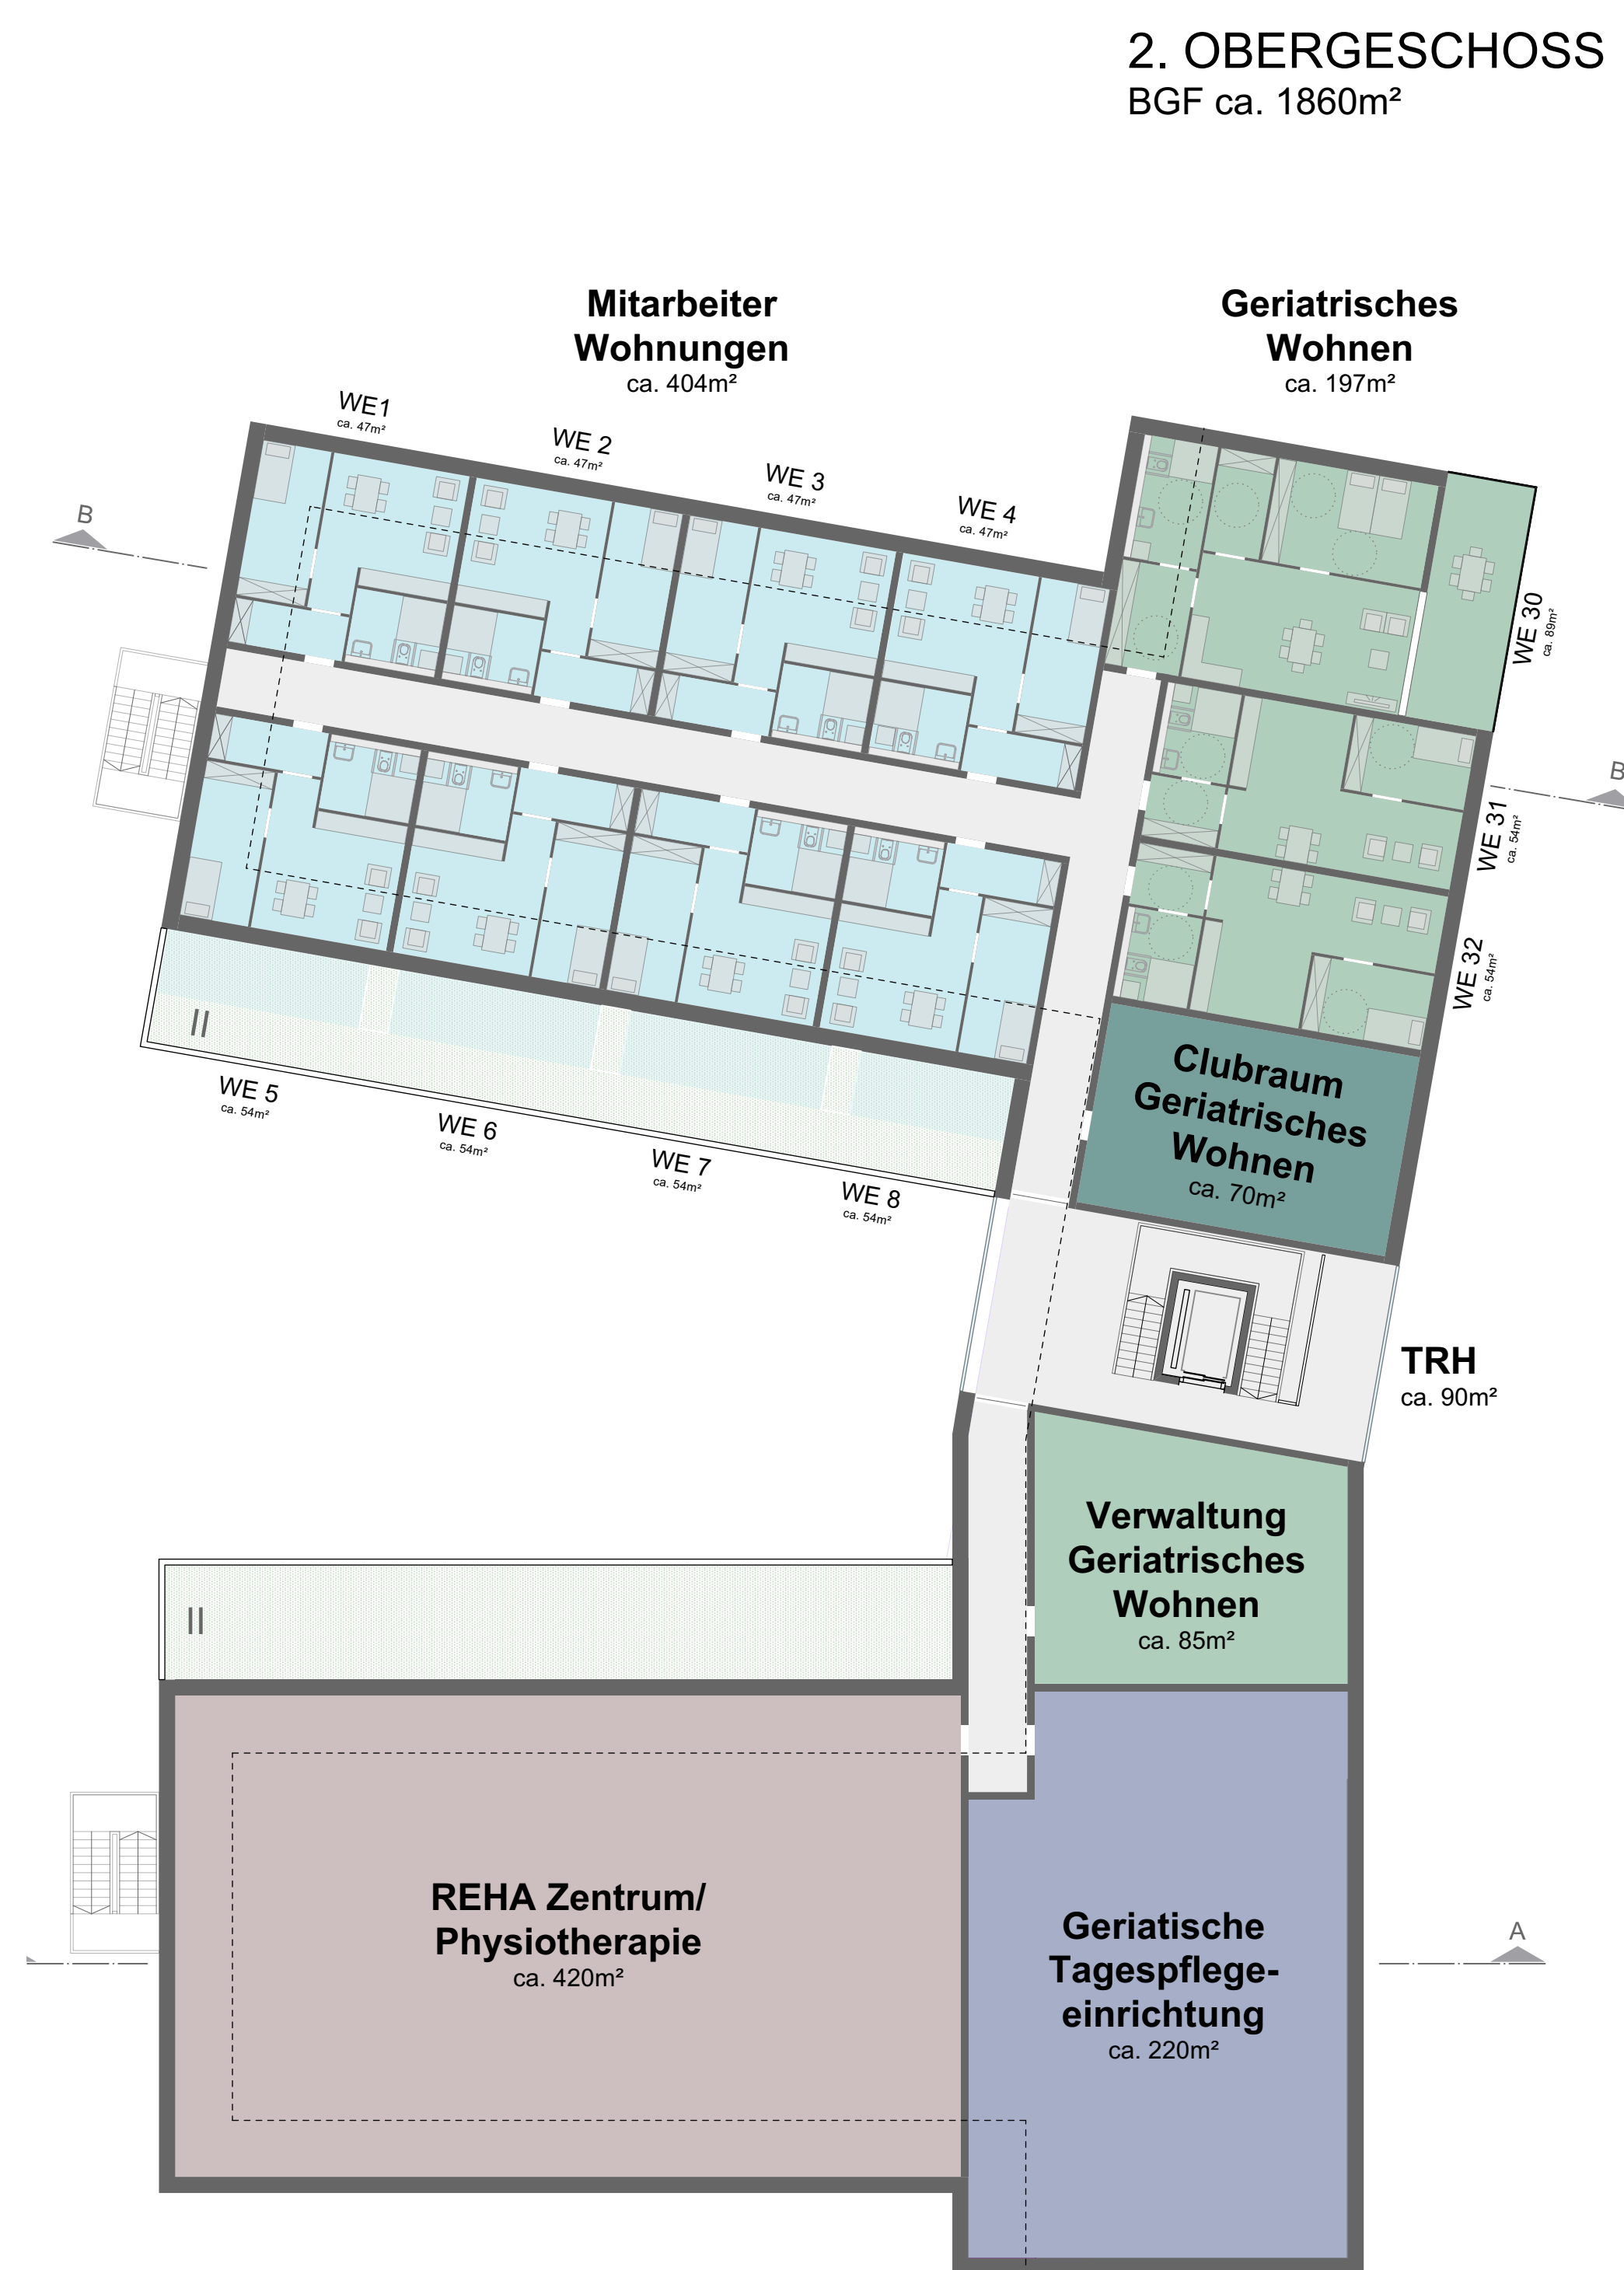 2. OBERGESCHOSS
BGF ca. 1860m²
Mitarbeiter
Wohnungen
ca. 404m²
Geriatrisches
Wohnen
ca. 197m²
WE1
ca. 47m²
WE 2
ca. 47m²
WE 3
ca. 47m²
WE 4
ca. 47m²
B
WE 30
ca. 89m²
B
WE 31
ca. 54m²
WE 32
ca. 54m²
II
WE 5
ca. 54m²
WE 6
ca. 54m²
WE 7
ca. 54m²
WE 8
ca. 54m²
Clubraum
Geriatrisches
Wohnen
ca. 70m²
TRH
ca. 90m²
Verwaltung
Geriatrisches
Wohnen
ca. 85m²
II
REHA Zentrum/
Physiotherapie
ca. 420m²
Geriatische
Tagespflege-
einrichtung
ca. 220m²
A